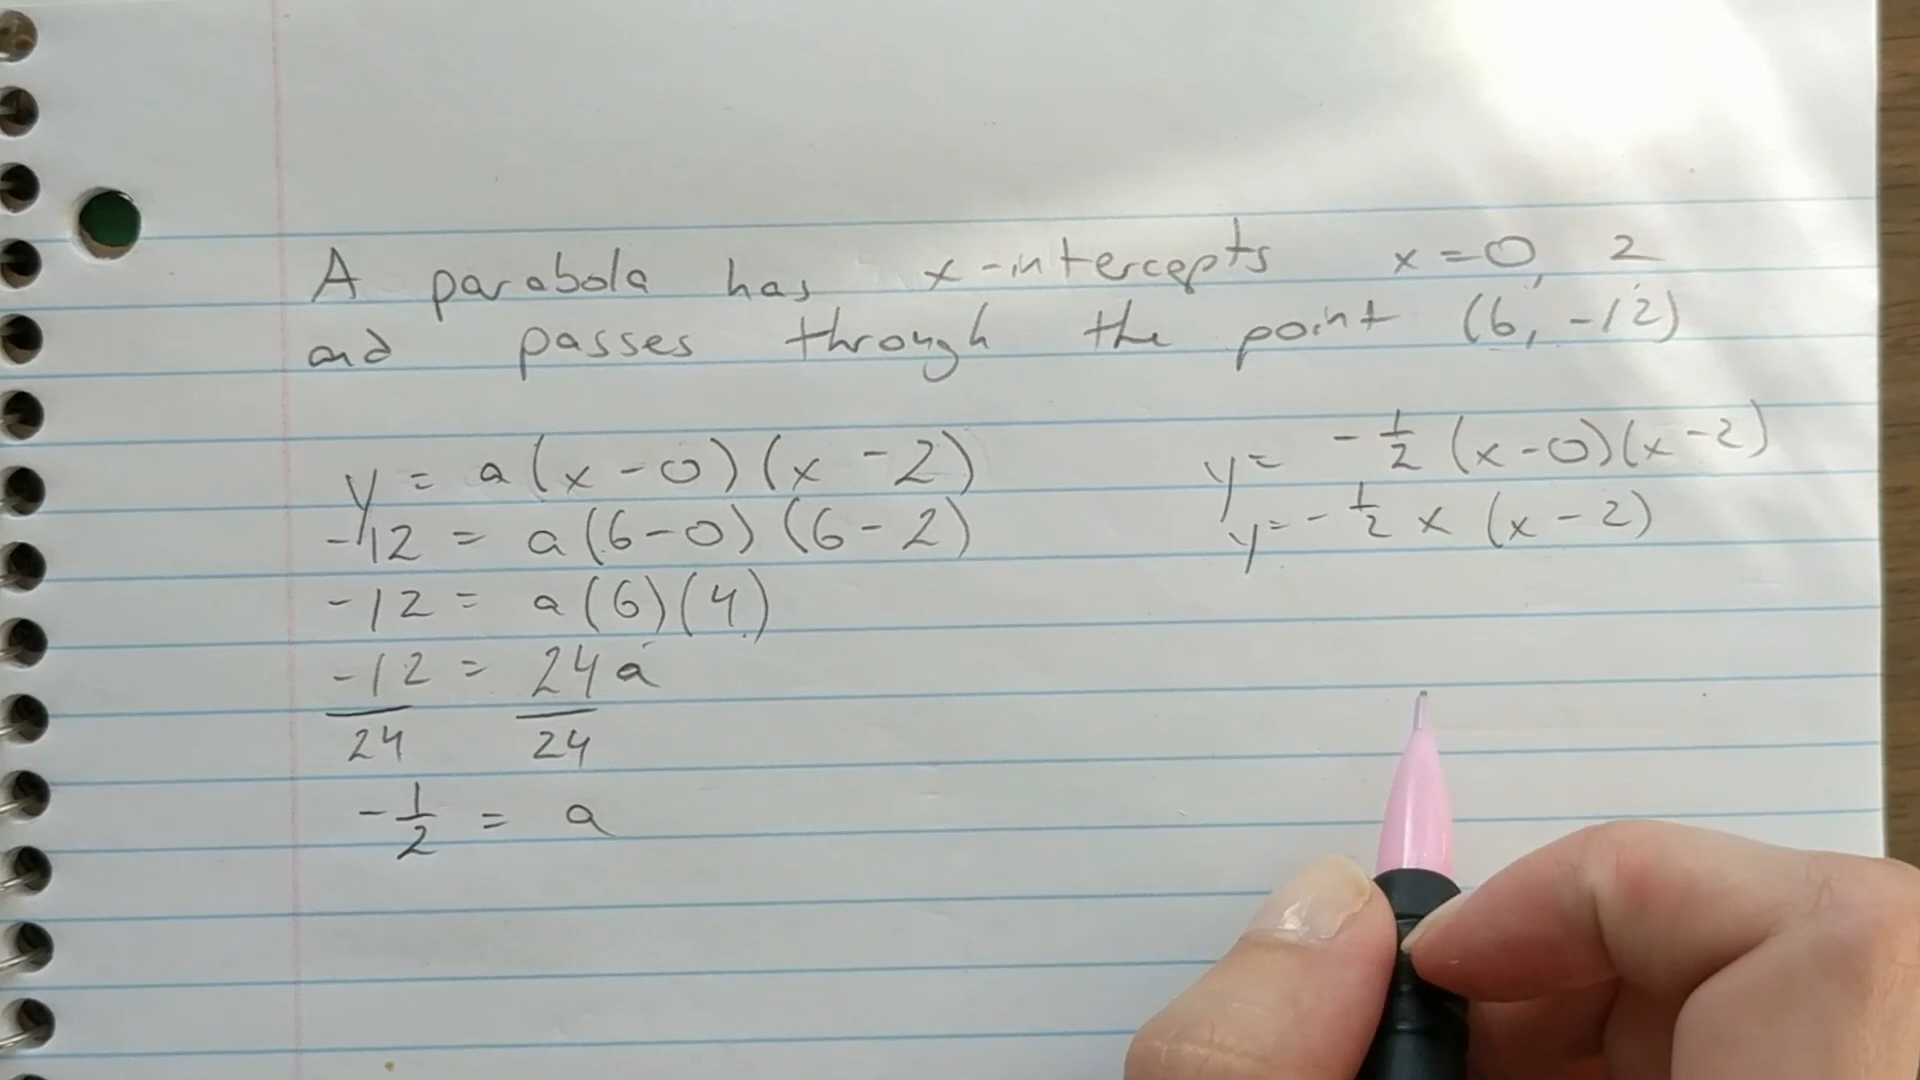 A parabola has x-intercepts x=0, 2
and passes through the point (6, -12)
y = a(x-0)(x-2)
-12 = a(6-0)(6-2)
-12 = a(6)(4)
-12 = 24a
24 24
-1/2 = a
y= -1/2 (x-0)(x-2)
y= -1/2 x (x-2)